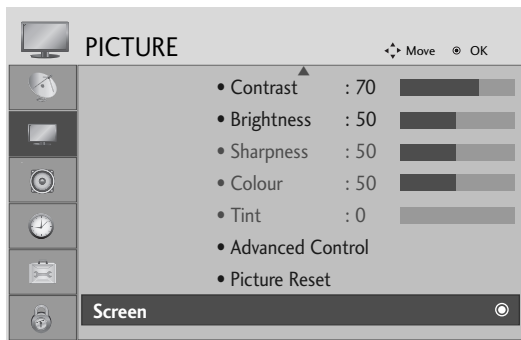 PICTURE Move OK
• Contrast : 70
• Brightness : 50
• Sharpness : 50
• Colour : 50
• Tint : 0
• Advanced Control
• Picture Reset
Screen